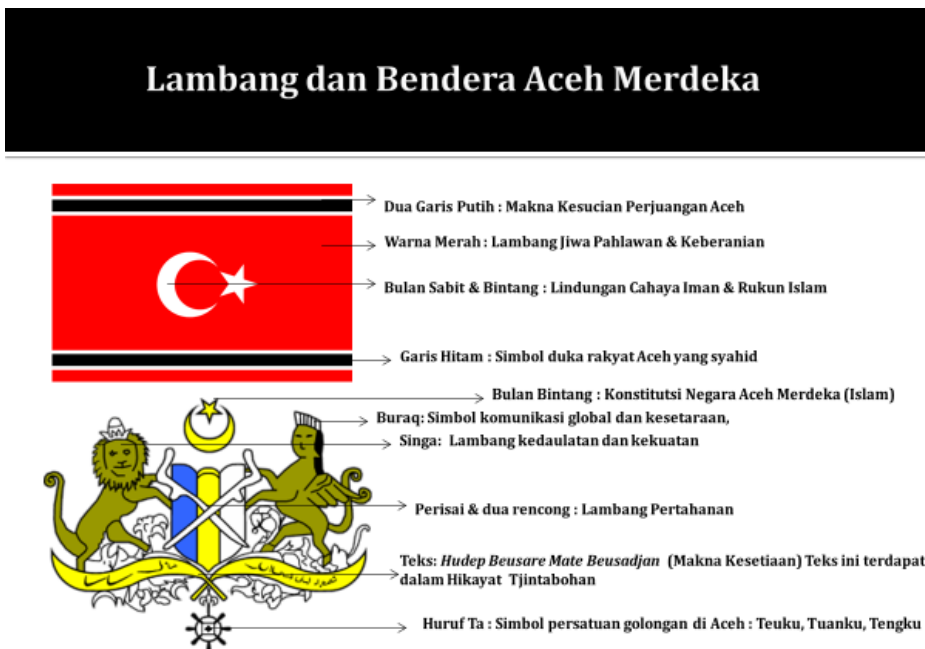 Lambang dan Bendera Aceh Merdeka
Dua Garis Putih : Makna Kesucian Perjuangan Aceh
Warna Merah : Lambang Jiwa Pahlawan & Keberanian
Bulan Sabit & Bintang : Lindungan Cahaya Iman & Rukun Islam
Garis Hitam : Simbol duka rakyat Aceh yang syahid
Bulan Bintang : Konstitutsi Negara Aceh Merdeka (Islam)
Buraq: Simbol komunikasi global dan kesetaraan,
Singa: Lambang kedaulatan dan kekuatan
Perisai & dua rencong : Lambang Pertahanan
Teks: Hudep Beusare Mate Beusadjan (Makna Kesetiaan) Teks ini terdapat
dalam Hikayat Tjintabohan
Huruf Ta : Simbol persatuan golongan di Aceh : Teuku, Tuanku, Tengku